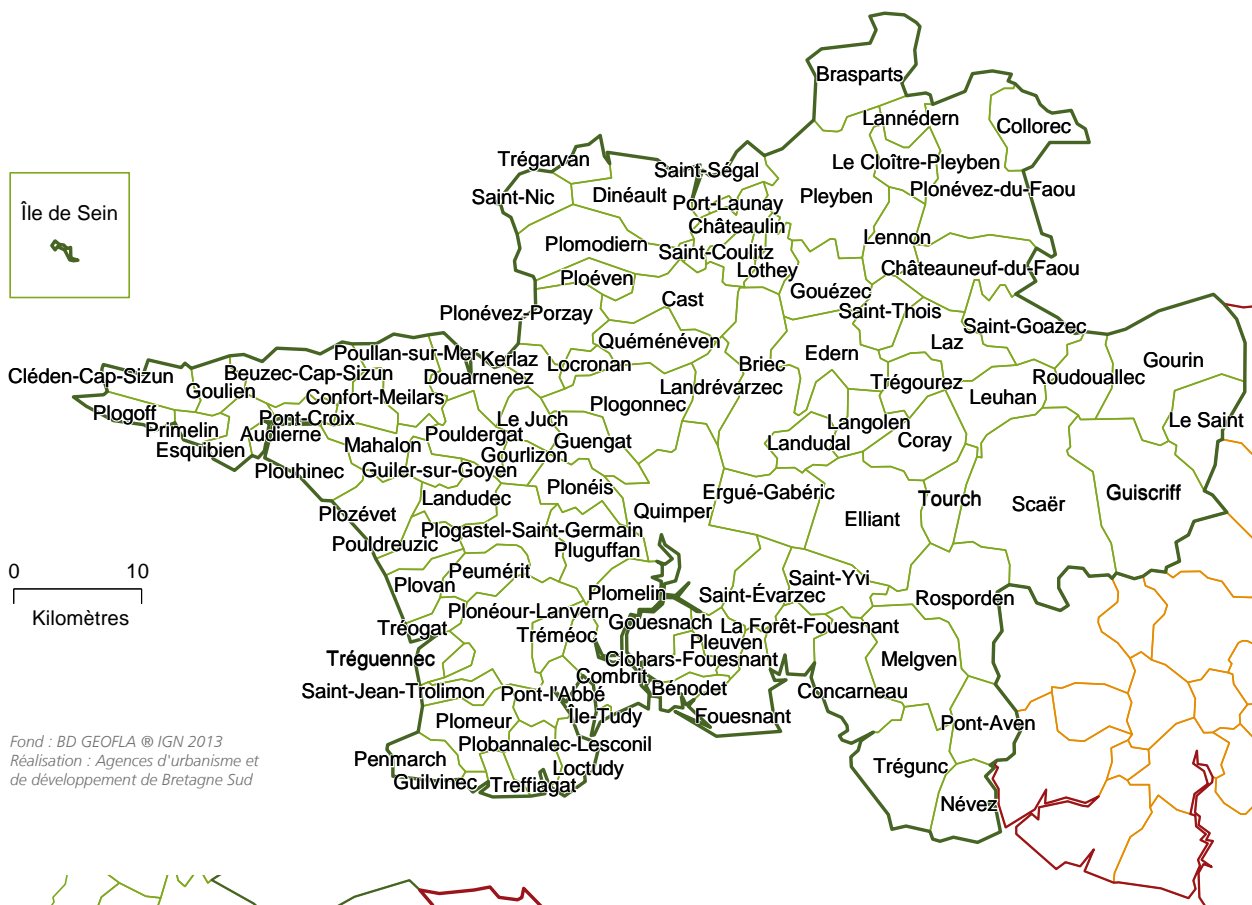 Brasparts
Lannédern
Collorec
Trégarvan
Saint-Ségal
Le Cloître-Pleyben
Saint-Nic
Dinéault
Port-Launay
Pleyben
Plonévez-du-Faou
Île de Sein
Châteaulin
Plomodiern
Saint-Coulitz
Lennon
Ploéven
Lothey
Châteauneuf-du-Faou
Cast
Gouézec
Plonévez-Porzay
Saint-Thois
Saint-Goazec
Quéménéven
Laz
Poullan-sur-Mer
Kerlaz
Locronan
Briec
Edern
Gourin
Cléden-Cap-Sizun
Beuzec-Cap-Sizun
Douarnenez
Landrévarzec
Trégourez
Roudouallec
Goulien
Confort-Meilars
Plogonnec
Leuhan
Plogoff
Pont-Croix
Le Juch
Langolen
Le Saint
Primelin
Audierne
Pouldergat
Guengat
Landudal
Coray
Esquibien
Mahalon
Gourlizon
Plouhinec
Guiler-sur-Goyen
Plonéis
Ergué-Gabéric
Tourch
Scaër
Guiscriff
Landudec
Quimper
Elliant
Plozévet
Plogastel-Saint-Germain
Pouldreuzic
Pluguffan
0 10
Kilomètres
Peumérit
Saint-Yvi
Plovan
Plomelin
Saint-Évarzec
Rosporden
Plonéour-Lanvern
Gouesnach
La Forêt-Fouesnant
Tréogat
Tréméoc
Pleuven
Tréguennec
Clohars-Fouesnant
Melgven
Combrit
Saint-Jean-Trolimon
Pont-l'Abbé
Bénodet
Concarneau
Plomeur
Île-Tudy
Fouesnant
Pont-Aven
Plobannalec-Lesconil
Penmarch
Loctudy
Trégunc
Guilvinec
Treffiagat
Névez
Fond : BD GEOFLA ® IGN 2013
Réalisation : Agences d'urbanisme et
de développement de Bretagne Sud